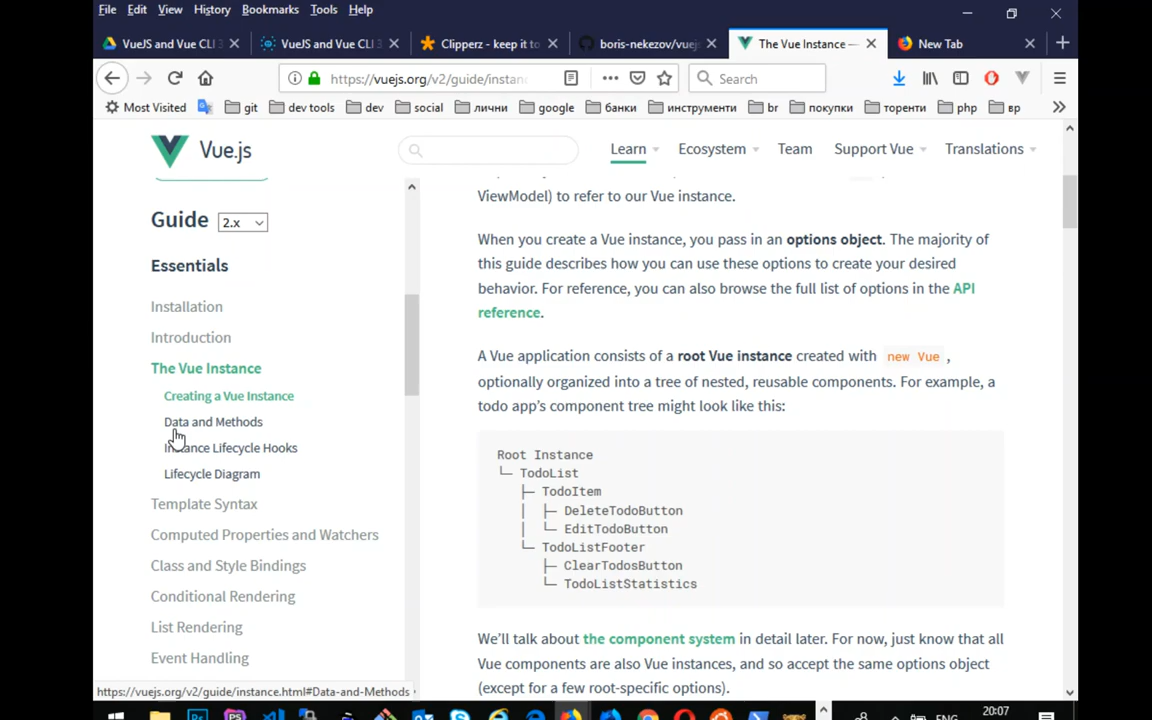 File Edit View History Bookmarks Tools Help
VueJS and Vue CLI 3
VueJS and Vue CLI 3
Clipperz - keep it to
boris-nekezov/vuej
The Vue Instance —
New Tab
https://vuejs.org/v2/guide/instanc
Search
Most Visited git dev tools dev social лични google банки инструменти br покупки торенти php вр
Vue.js
Learn Ecosystem Team Support Vue Translations
Guide 2.x
Essentials
Installation
Introduction
The Vue Instance
Creating a Vue Instance
Data and Methods
Instance Lifecycle Hooks
Lifecycle Diagram
Template Syntax
Computed Properties and Watchers
Class and Style Bindings
Conditional Rendering
List Rendering
Event Handling
ViewModel) to refer to our Vue instance.
When you create a Vue instance, you pass in an options object. The majority of
this guide describes how you can use these options to create your desired
behavior. For reference, you can also browse the full list of options in the API
reference.
A Vue application consists of a root Vue instance created with new Vue ,
optionally organized into a tree of nested, reusable components. For example, a
todo app's component tree might look like this:
Root Instance
└─ TodoList
├─ TodoItem
│ ├─ DeleteTodoButton
│ └─ EditTodoButton
└─ TodoListFooter
├─ ClearTodosButton
└─ TodoListStatistics
We'll talk about the component system in detail later. For now, just know that all
Vue components are also Vue instances, and so accept the same options object
(except for a few root-specific options).
https://vuejs.org/v2/guide/instance.html#Data-and-Methods
20:07